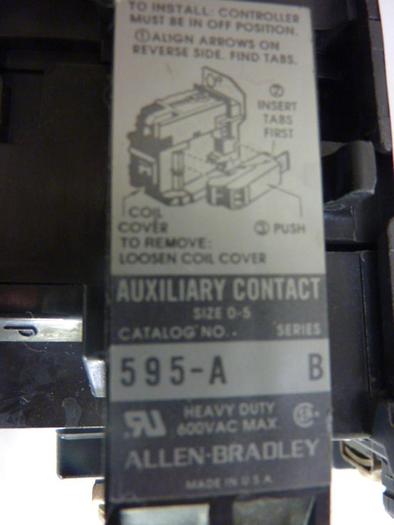 TO INSTALL: CONTROLLER
MUST BE IN OFF POSITION.
① ALIGN ARROWS ON
REVERSE SIDE. FIND TABS.
②
INSERT
TABS
FIRST
COIL
COVER
③ PUSH
TO REMOVE:
LOOSEN COIL COVER
AUXILIARY CONTACT
SIZE 0-5
CATALOG NO. SERIES
595-A B
HEAVY DUTY
600VAC MAX.
ALLEN-BRADLEY
MADE IN U.S.A.